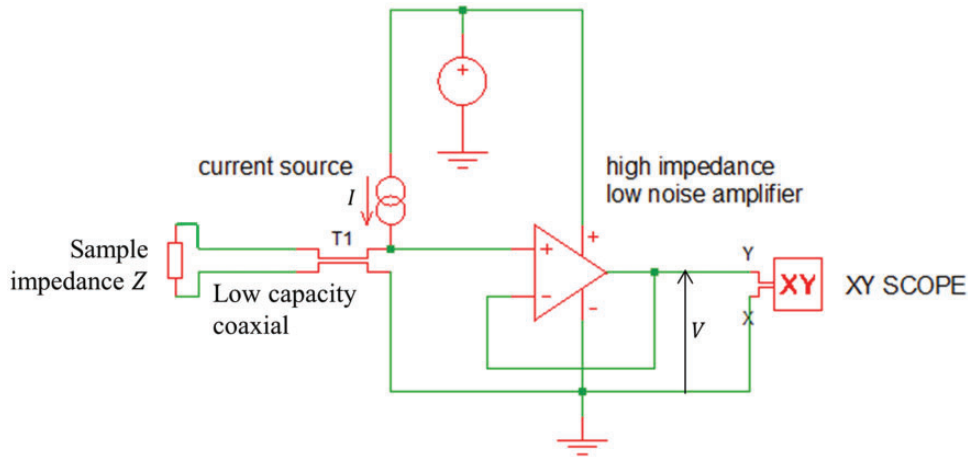 +
current source
I
high impedance
low noise amplifier
T1
Sample
impedance Z
Low capacity
coaxial
+
-
+
-
V
Y
X
XY
XY SCOPE